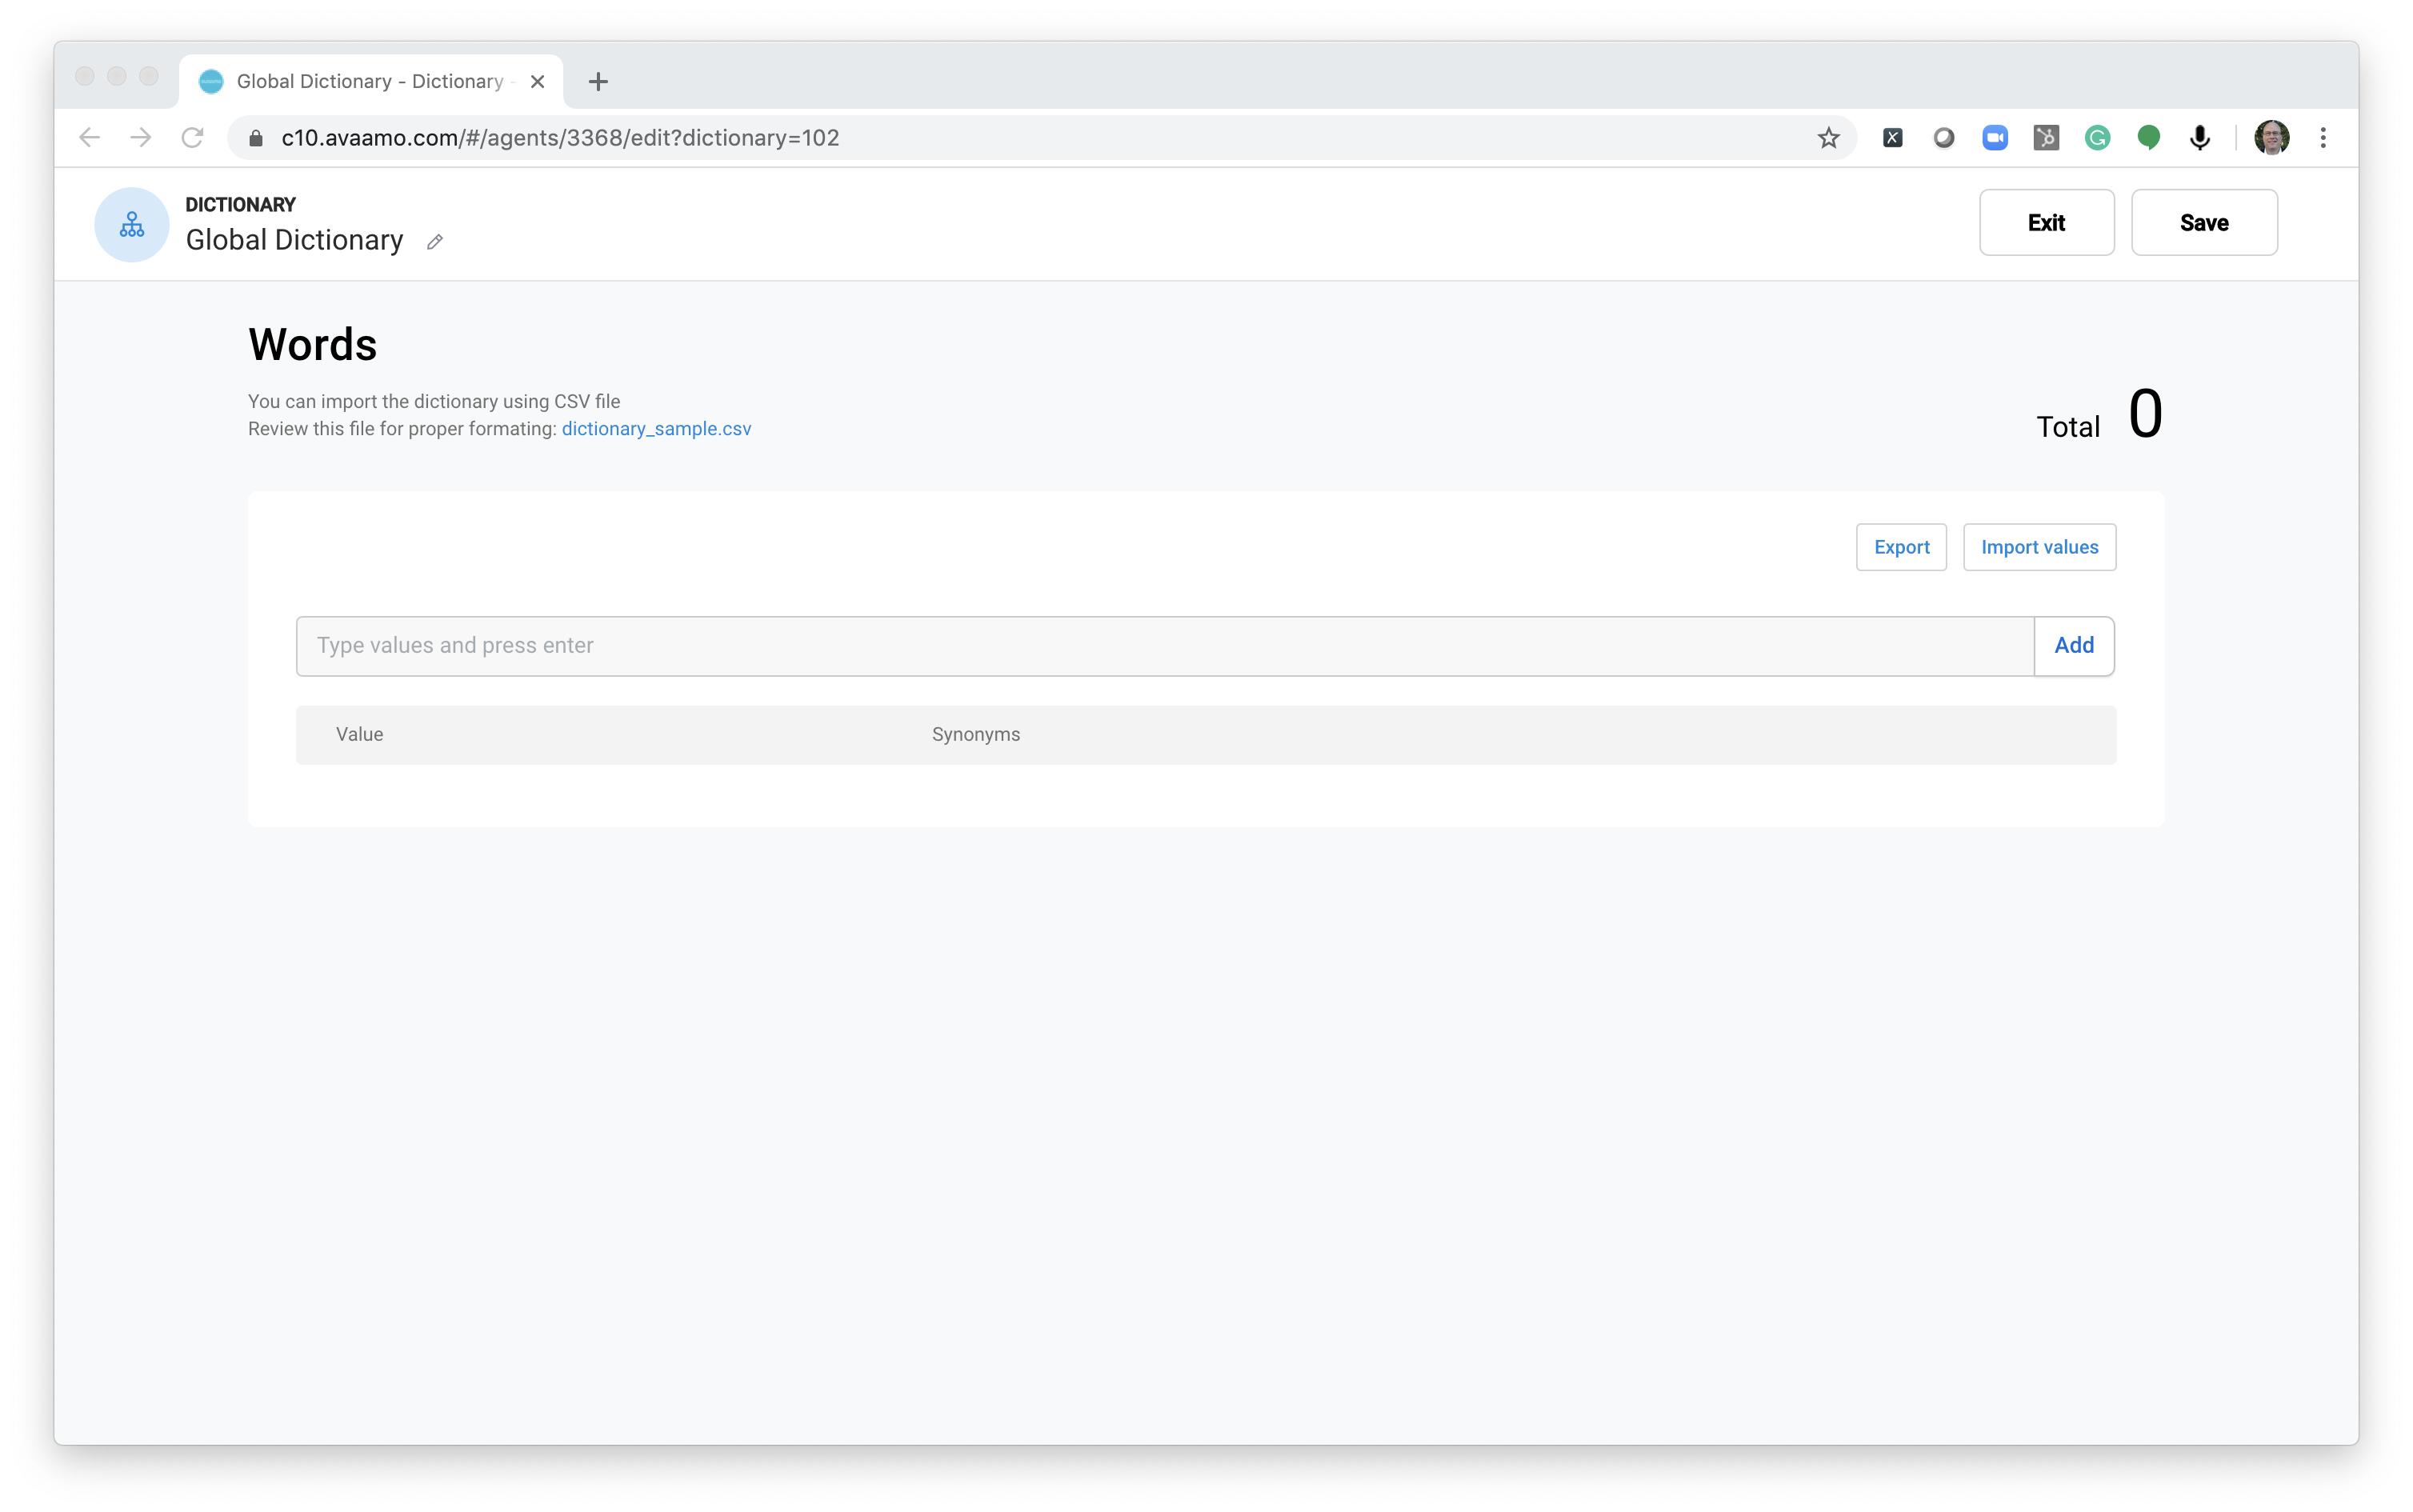 Global Dictionary - Dictionary -
c10.avaamo.com/#/agents/3368/edit?dictionary=102
DICTIONARY
Global Dictionary
Exit
Save
Words
You can import the dictionary using CSV file
Review this file for proper formating: dictionary_sample.csv
Total 0
Export
Import values
Type values and press enter
Add
Value
Synonyms